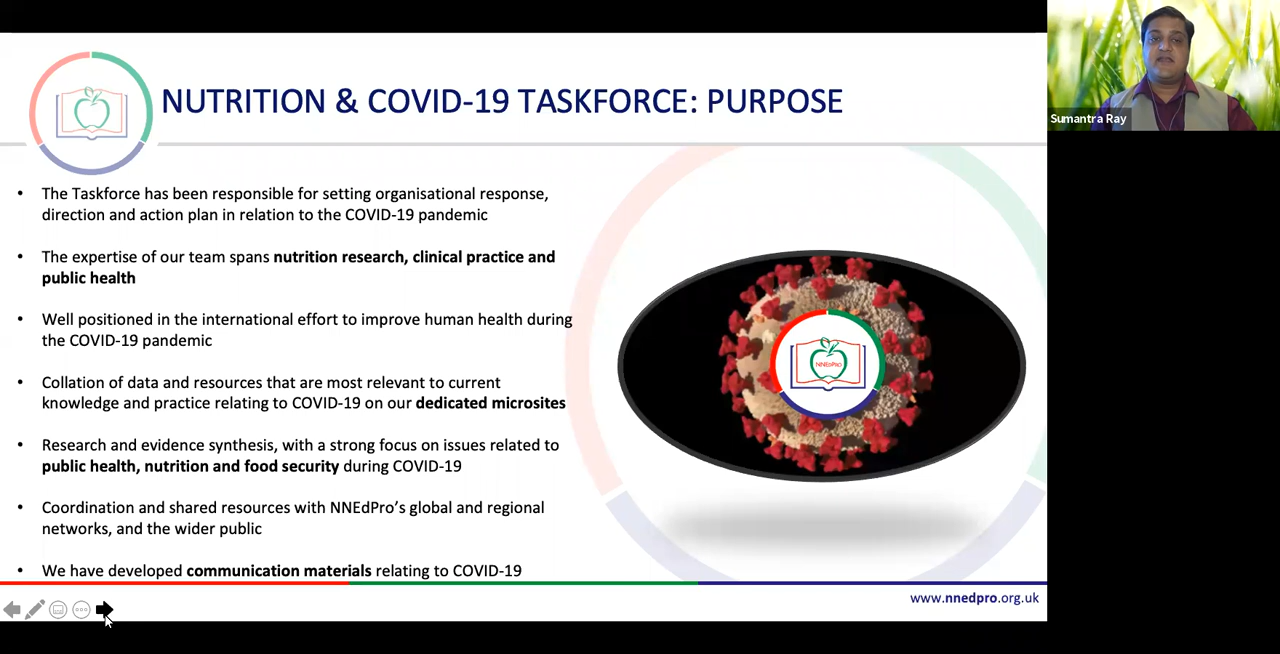 NUTRITION & COVID-19 TASKFORCE: PURPOSE
Sumantra Ray
• The Taskforce has been responsible for setting organisational response,
direction and action plan in relation to the COVID-19 pandemic
• The expertise of our team spans nutrition research, clinical practice and
public health
• Well positioned in the international effort to improve human health during
the COVID-19 pandemic
• Collation of data and resources that are most relevant to current
knowledge and practice relating to COVID-19 on our dedicated microsites
• Research and evidence synthesis, with a strong focus on issues related to
public health, nutrition and food security during COVID-19
• Coordination and shared resources with NNEdPro’s global and regional
networks, and the wider public
• We have developed communication materials relating to COVID-19
NNEdPro
www.nnedpro.org.uk